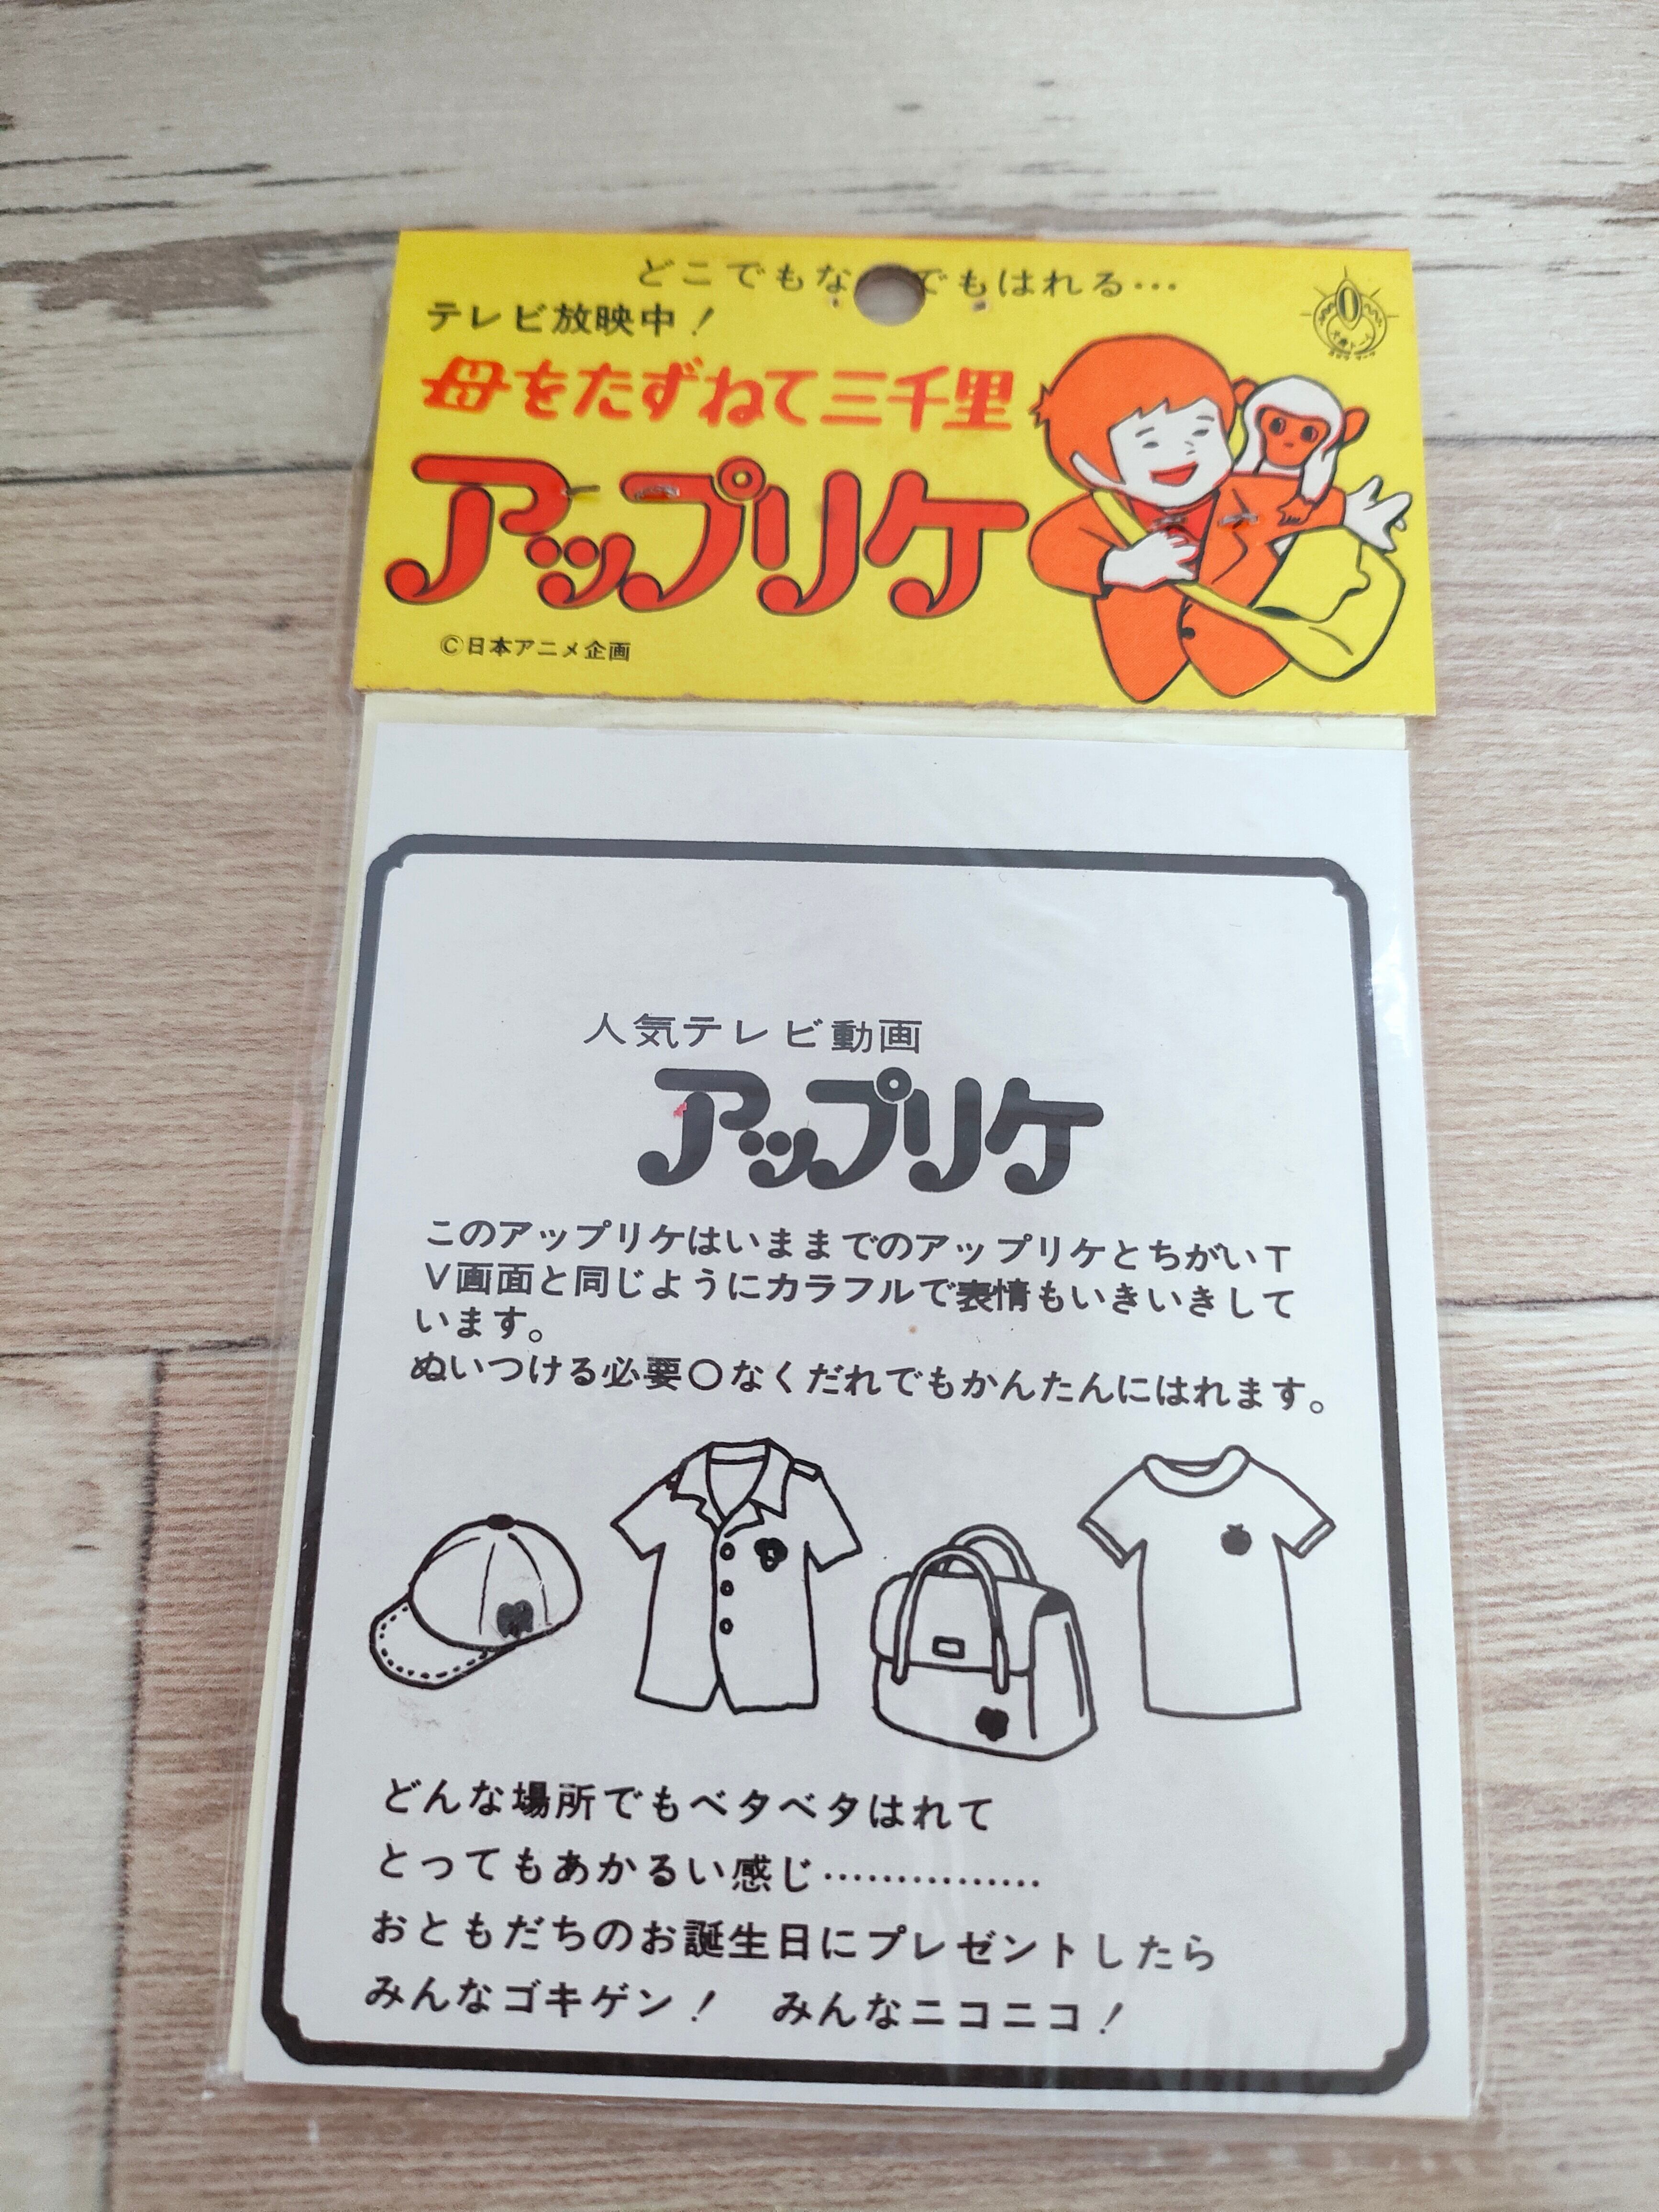 どこでもな でもはれる…
テレビ放映中！
母をたずねて三千里
アップリケ
©日本アニメ企画
人気テレビ動画
アップリケ
このアップリケはいままでのアップリケとちがいT
V画面と同じようにカラフルで表情もいきいきして
います。
ぬいつける必要〇なくだれでもかんたんにはれます。
どんな場所でもベタベタはれて
とってもあかるい感じ……………
おともだちのお誕生日にプレゼントしたら
みんなゴキゲン！　みんなニコニコ！